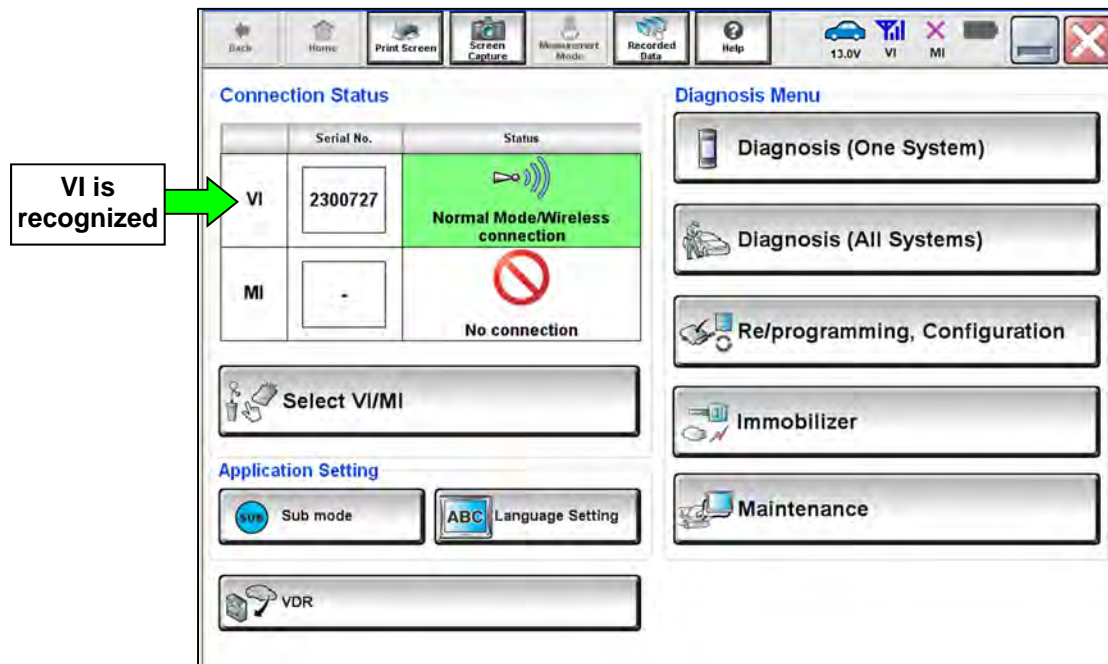 Back
Home
Print Screen
Screen
Capture
Measurement
Mode
Recorded
Data
Help
13.0V
VI
MI
Connection Status
Serial No.
Status
VI
2300727
Normal Mode/Wireless
connection
MI
-
No connection
Select VI/MI
Application Setting
SUB
Sub mode
ABC
Language Setting
VDR
Diagnosis Menu
Diagnosis (One System)
Diagnosis (All Systems)
Re/programming, Configuration
Immobilizer
Maintenance
VI is
recognized